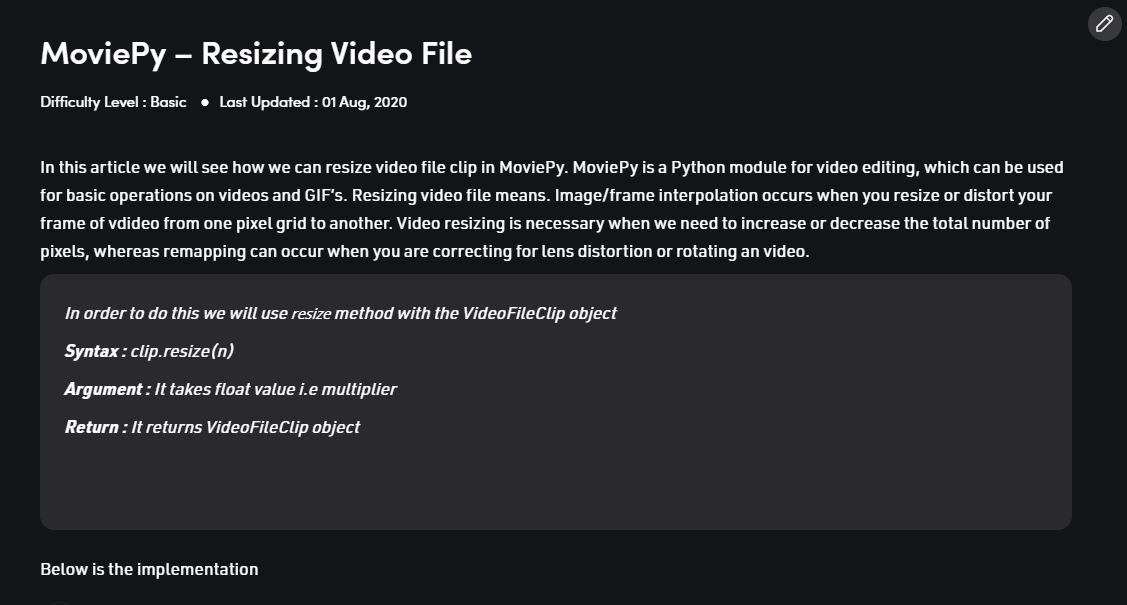 MoviePy – Resizing Video File
Difficulty Level : Basic ● Last Updated : 01 Aug, 2020
In this article we will see how we can resize video file clip in MoviePy. MoviePy is a Python module for video editing, which can be used
for basic operations on videos and GIF's. Resizing video file means. Image/frame interpolation occurs when you resize or distort your
frame of vdideo from one pixel grid to another. Video resizing is necessary when we need to increase or decrease the total number of
pixels, whereas remapping can occur when you are correcting for lens distortion or rotating an video.
In order to do this we will use resize method with the VideoFileClip object
Syntax : clip.resize(n)
Argument : It takes float value i.e multiplier
Return : It returns VideoFileClip object
Below is the implementation